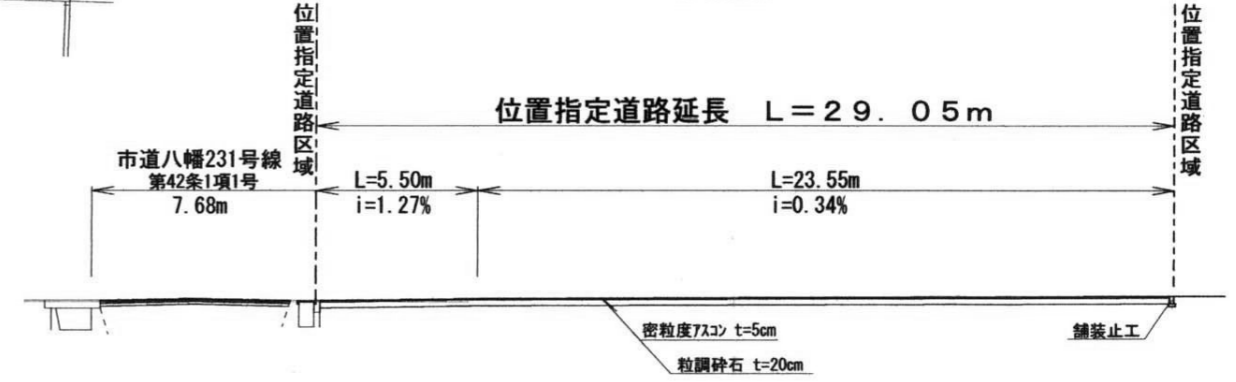 位置指定道路区域
位置指定道路区域
位置指定道路延長　L=29.05m
市道八幡231号線
第42条1項1号
7.68m
L=5.50m
i=1.27%
L=23.55m
i=0.34%
密粒度アスコン t=5cm
粒調砕石 t=20cm
舗装止工